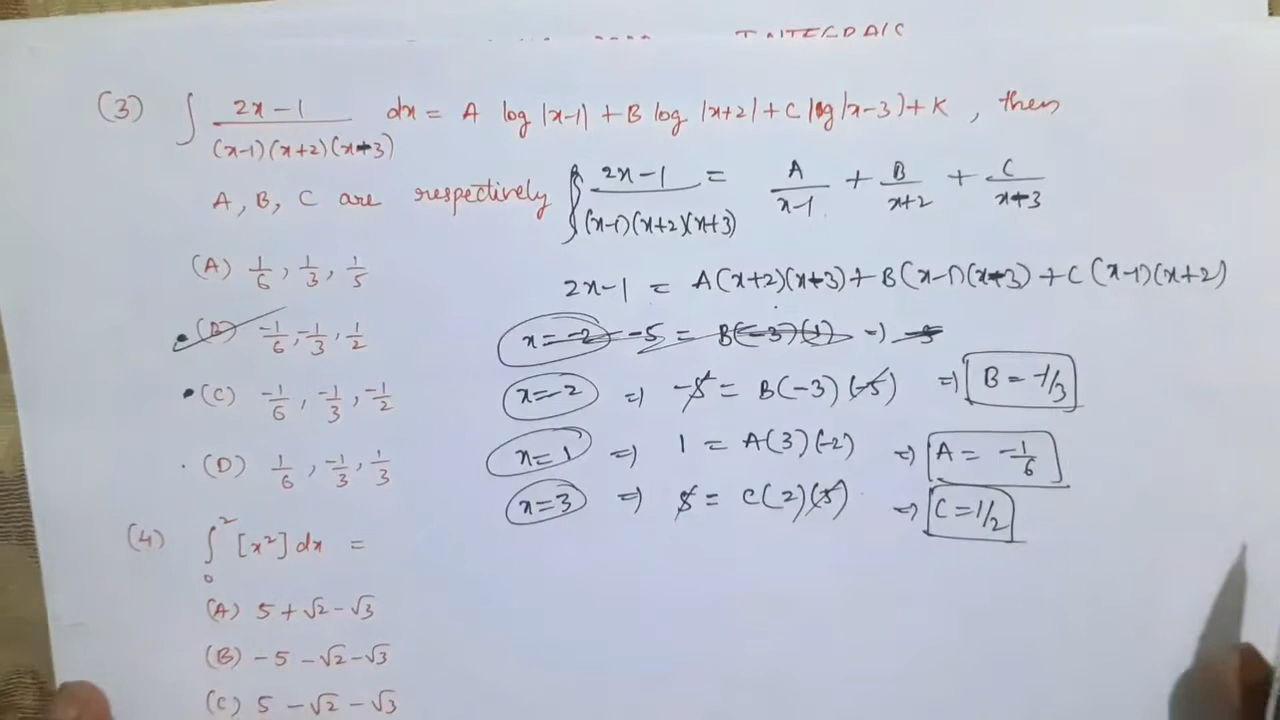 (3) ∫ 2x-1 / (x-1)(x+2)(x-3) dx = A log |x-1| + B log |x+2| + C log |x-3| + K , then
A, B, C are respectively
(A) 1/6 , 1/3 , 1/5
(B) -1/6 , -1/3 , 1/2
(C) -1/6 , -1/3 , -1/2
(D) 1/6 , -1/3 , 1/3
∫ 2x-1 / (x-1)(x+2)(x+3) = A / x-1 + B / x+2 + C / x-3
2x-1 = A(x+2)(x-3) + B(x-1)(x-3) + C(x-1)(x+2)
x=-2 -5 = B(-3)(1) =)
x=-2 =) -5 = B(-3)(-5) =) B = -1/3
x=1 =) 1 = A(3)(-2) =) A = -1/6
x=3 =) 5 = C(2)(5) =) C = 1/2
(4) ∫₀² [x²] dx =
(A) 5 + √2 - √3
(B) -5 - √2 - √3
(C) 5 - √2 - √3